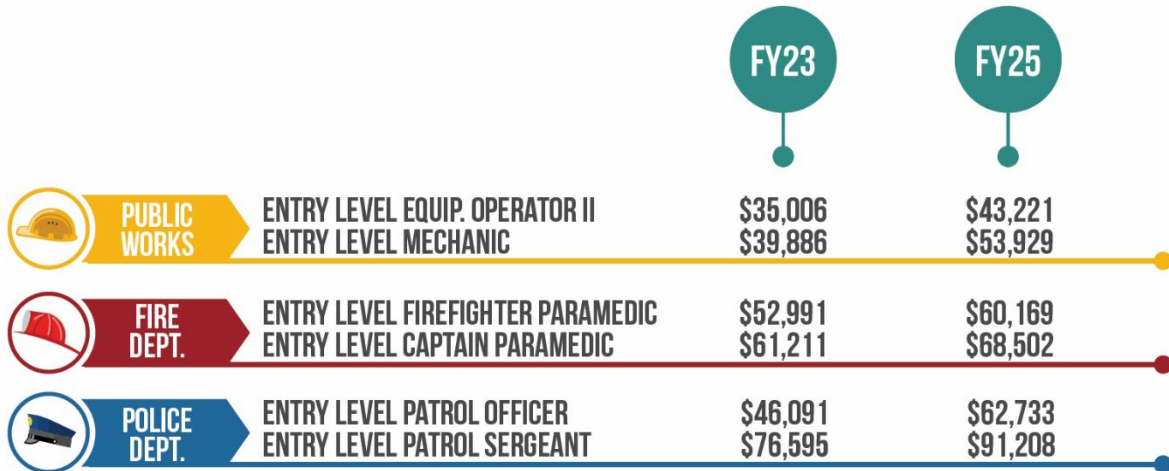 FY23 FY25
PUBLIC WORKS
ENTRY LEVEL EQUIP. OPERATOR II $35,006 $43,221
ENTRY LEVEL MECHANIC $39,886 $53,929
FIRE DEPT.
ENTRY LEVEL FIREFIGHTER PARAMEDIC $52,991 $60,169
ENTRY LEVEL CAPTAIN PARAMEDIC $61,211 $68,502
POLICE DEPT.
ENTRY LEVEL PATROL OFFICER $46,091 $62,733
ENTRY LEVEL PATROL SERGEANT $76,595 $91,208